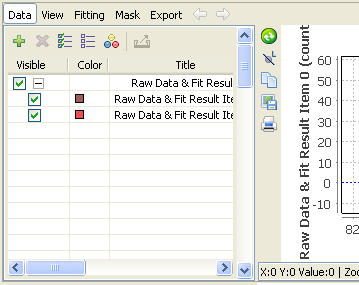 Data View Fitting Mask Export
Visible Color Title
Raw Data & Fit Resul
Raw Data & Fit Result Ite
Raw Data & Fit Result Ite
Raw Data & Fit Result Item 0 (count
60
50
40
30
20
10
0
-10
82
X:0 Y:0 Value:0 | Zoo